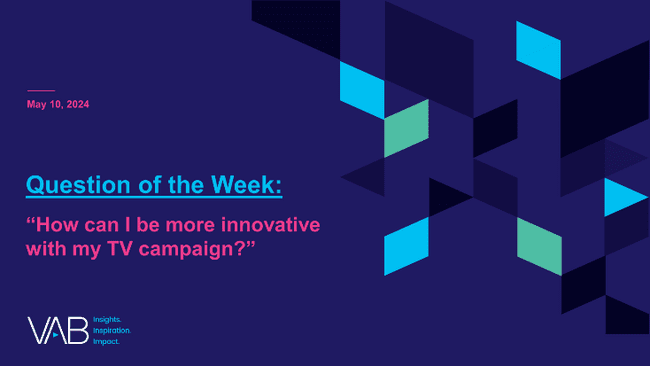 May 10, 2024
Question of the Week:
“How can I be more innovative
with my TV campaign?”
VAB
Insights.
Inspiration.
Impact.